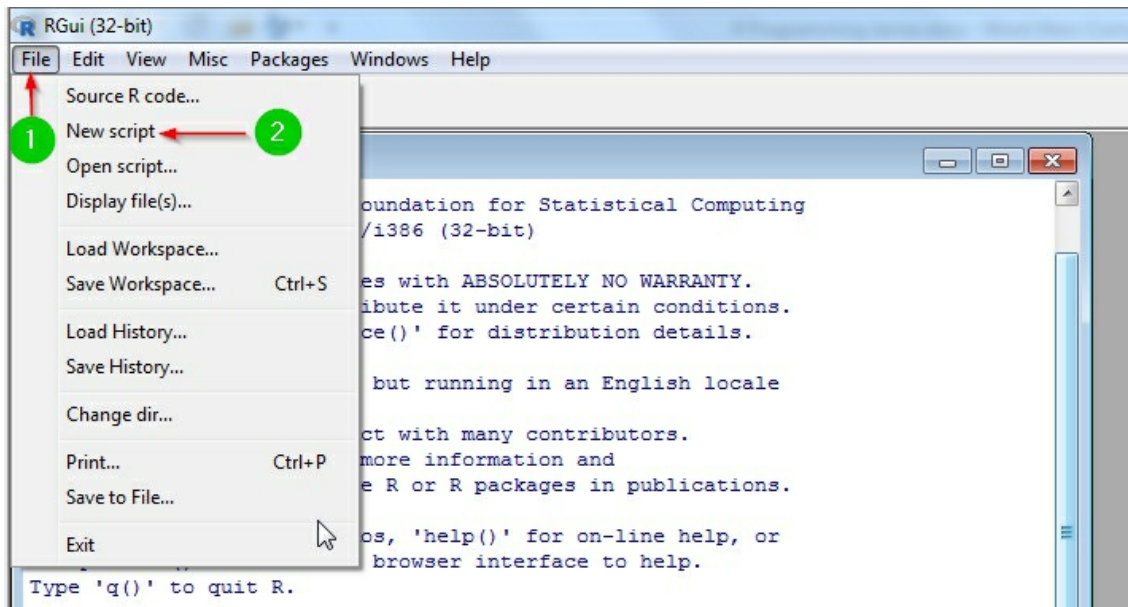 RGui (32-bit)
File Edit View Misc Packages Windows Help
Source R code...
1
New script
2
Open script...
Display file(s)...
Load Workspace...
Save Workspace... Ctrl+S
Load History...
Save History...
Change dir...
Print... Ctrl+P
Save to File...
Exit
oundation for Statistical Computing
/i386 (32-bit)
es with ABSOLUTELY NO WARRANTY.
ibute it under certain conditions.
ce()' for distribution details.
but running in an English locale
ct with many contributors.
more information and
e R or R packages in publications.
os, 'help()' for on-line help, or
browser interface to help.
Type 'q()' to quit R.